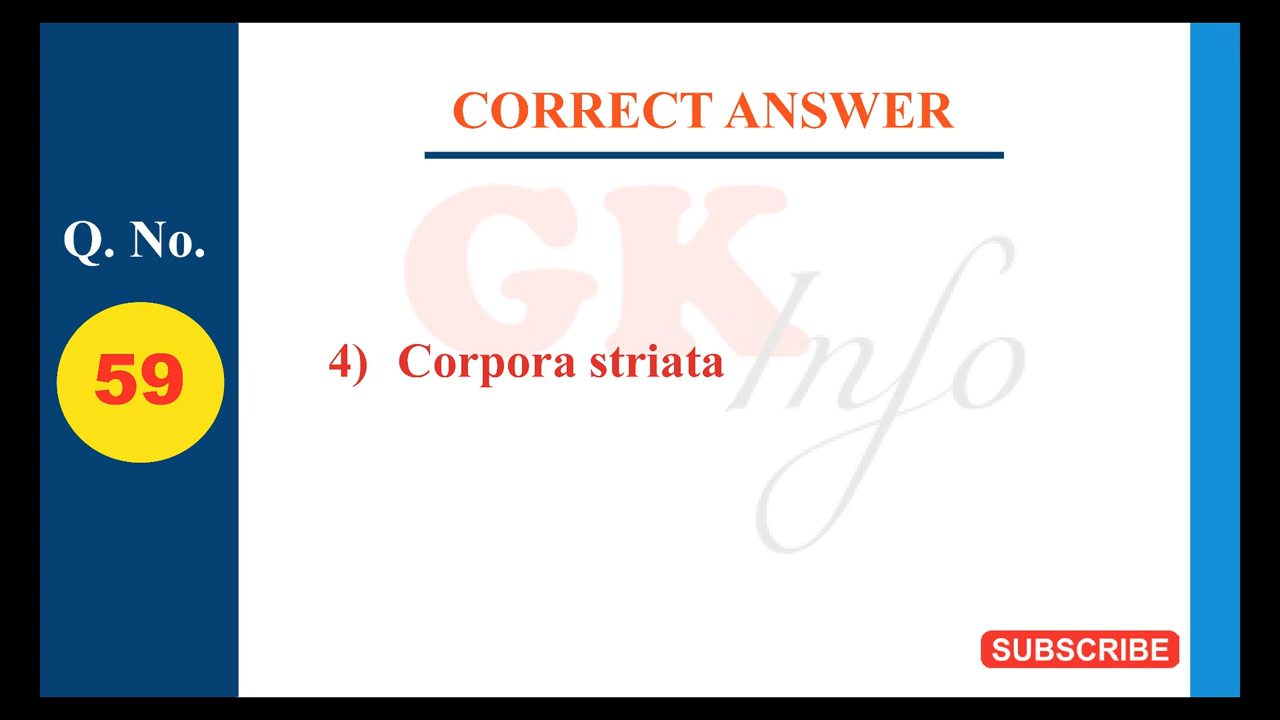 CORRECT ANSWER
Q. No.
59
GK
Info
4) Corpora striata
SUBSCRIBE